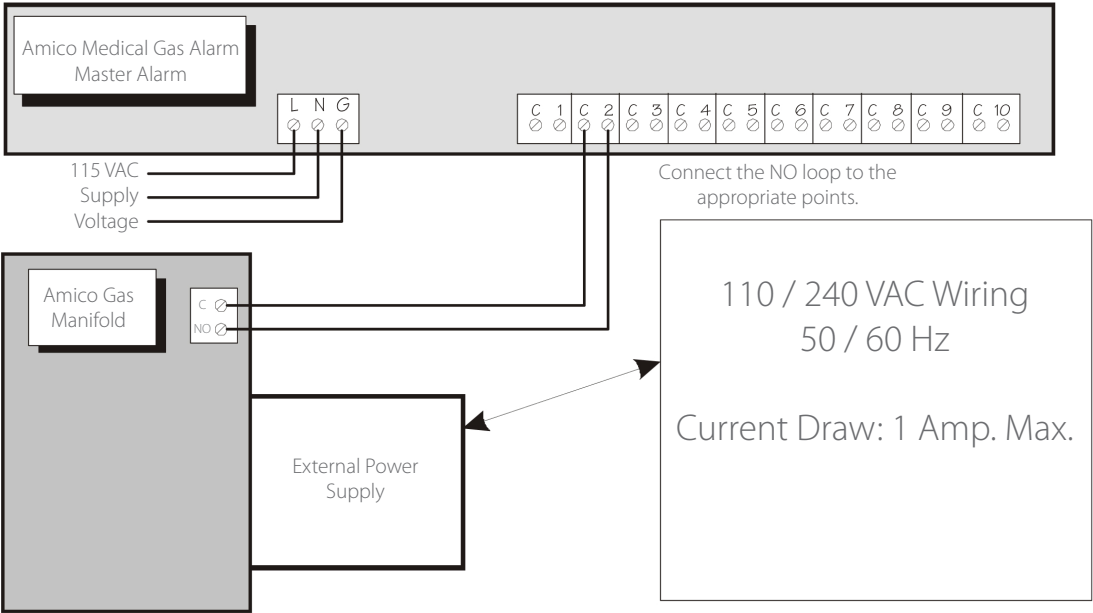 Amico Medical Gas Alarm
Master Alarm
L N G
C 1 C 2 C 3 C 4 C 5 C 6 C 7 C 8 C 9 C 10
115 VAC
Supply
Voltage
Connect the NO loop to the
appropriate points.
Amico Gas
Manifold
C
NO
External Power
Supply
110 / 240 VAC Wiring
50 / 60 Hz
Current Draw: 1 Amp. Max.